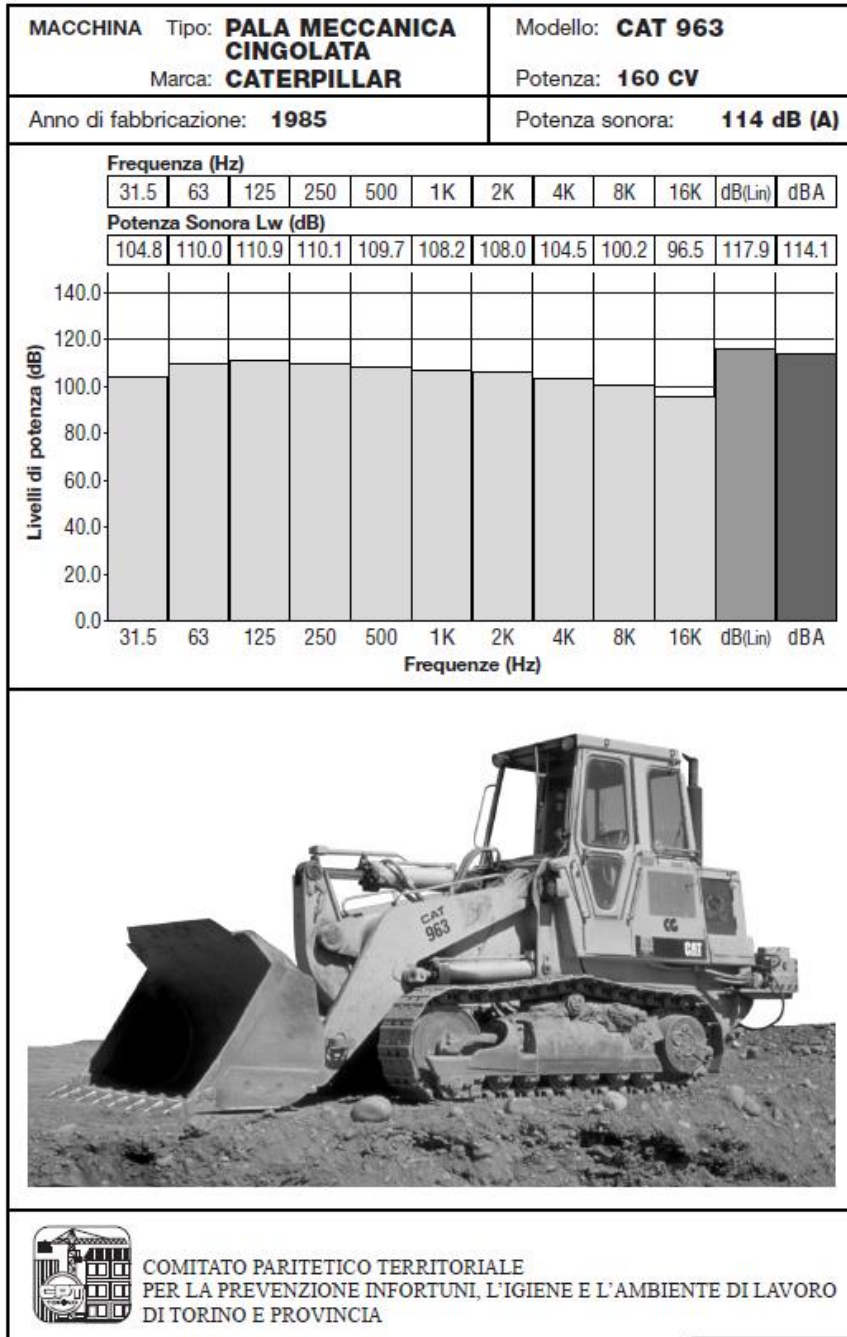 MACCHINA Tipo: PALA MECCANICA
CINGOLATA
Marca: CATERPILLAR
Modello: CAT 963
Potenza: 160 CV
Anno di fabbricazione: 1985
Potenza sonora: 114 dB (A)
Frequenza (Hz)
31.5 63 125 250 500 1K 2K 4K 8K 16K dB(Lin) dBA
Potenza Sonora Lw (dB)
104.8 110.0 110.9 110.1 109.7 108.2 108.0 104.5 100.2 96.5 117.9 114.1
Livelli di potenza (dB)
140.0
120.0
100.0
80.0
60.0
40.0
20.0
0.0
31.5 63 125 250 500 1K 2K 4K 8K 16K dB(Lin) dBA
Frequenze (Hz)
CAT
963
CAT
CPT
TORINO
COMITATO PARITETICO TERRITORIALE
PER LA PREVENZIONE INFORTUNI, L'IGIENE E L'AMBIENTE DI LAVORO
DI TORINO E PROVINCIA